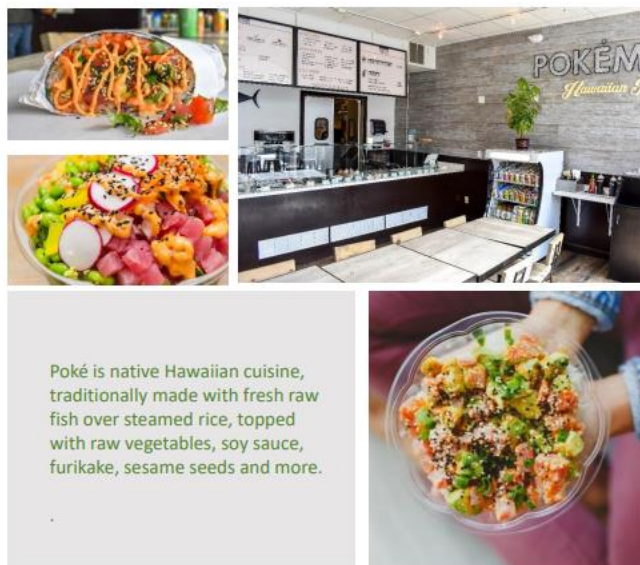 POKÉM
Hawaiian
Poké is native Hawaiian cuisine,
traditionally made with fresh raw
fish over steamed rice, topped
with raw vegetables, soy sauce,
furikake, sesame seeds and more.
.